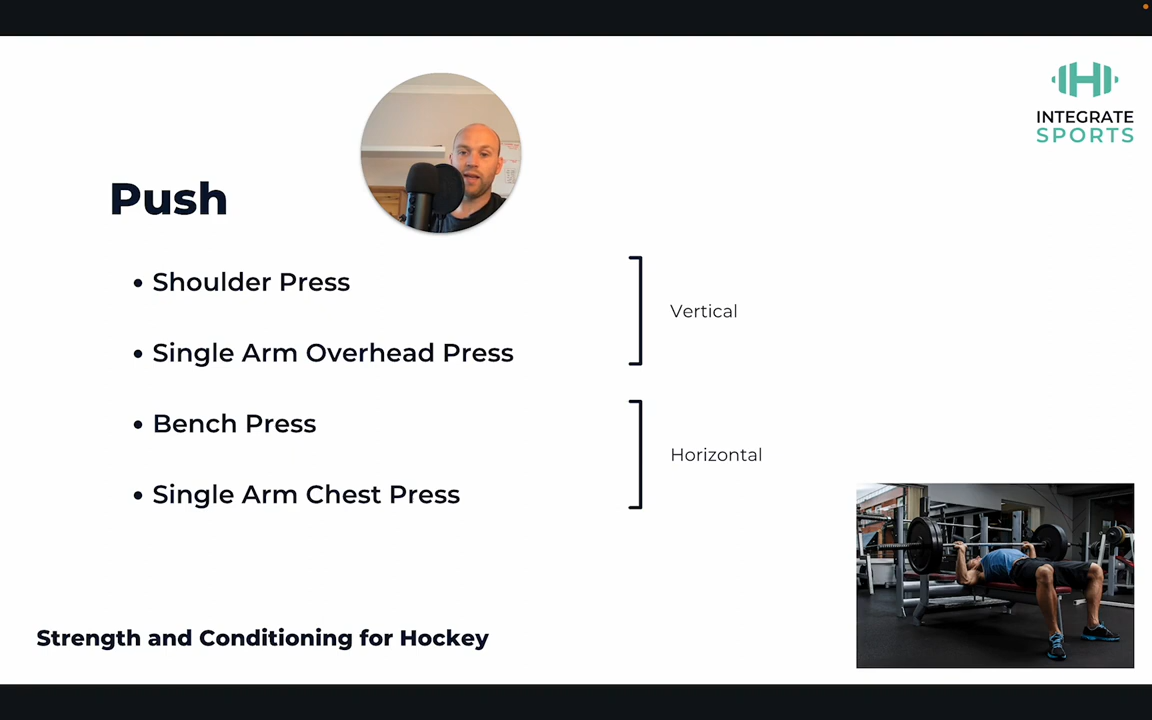 INTEGRATE
SPORTS
Push
• Shoulder Press
• Single Arm Overhead Press
Vertical
• Bench Press
• Single Arm Chest Press
Horizontal
Strength and Conditioning for Hockey